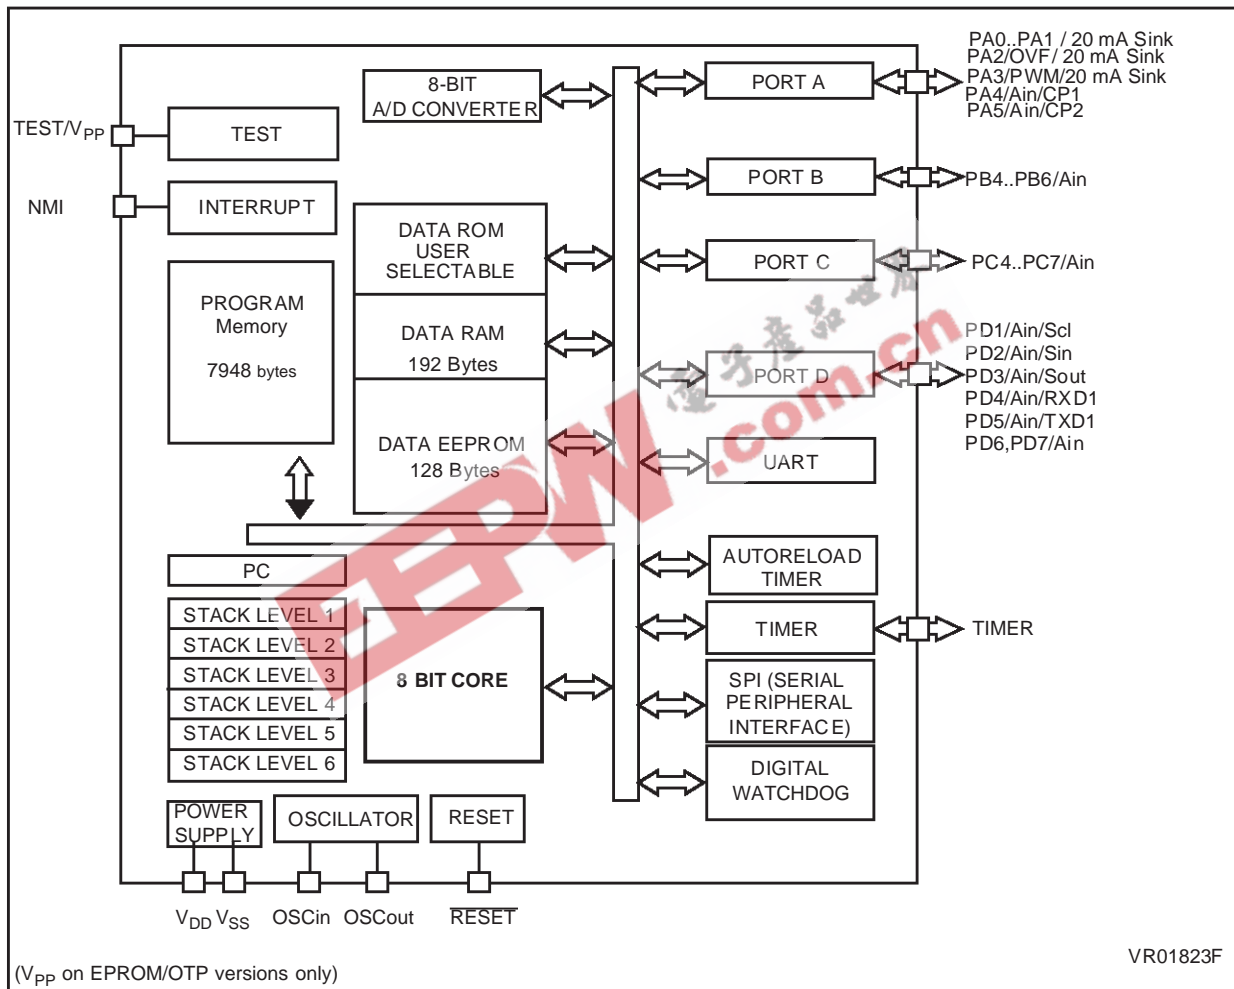 PA0..PA1 / 20 mA Sink
PA2/OVF/ 20 mA Sink
PA3/PWM/20 mA Sink
PA4/Ain/CP1
PA5/Ain/CP2
8-BIT
A/D CONVERTER
PORT A
TEST/VPP
TEST
PORT B
PB4..PB6/Ain
NMI
INTERRUPT
DATA ROM
USER
SELECTABLE
PORT C
PC4..PC7/Ain
PROGRAM
Memory
7948 bytes
DATA RAM
192 Bytes
PORT D
PD1/Ain/Scl
PD2/Ain/Sin
PD3/Ain/Sout
PD4/Ain/RXD1
PD5/Ain/TXD1
PD6,PD7/Ain
DATA EEPROM
128 Bytes
UART
電子產品世界
EEPW.com.cn
PC
AUTORELOAD
TIMER
STACK LEVEL 1
STACK LEVEL 2
STACK LEVEL 3
STACK LEVEL 4
STACK LEVEL 5
STACK LEVEL 6
8 BIT CORE
TIMER
TIMER
SPI (SERIAL
PERIPHERAL
INTERFACE)
DIGITAL
WATCHDOG
POWER
SUPPLY
OSCILLATOR
RESET
VDD VSS OSCin OSCout RESET
(VPP on EPROM/OTP versions only)
VR01823F